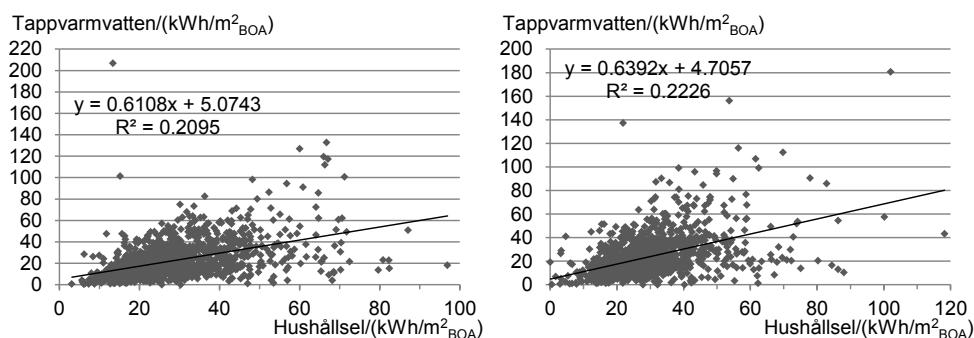 Tappvarmvatten/(kWh/m²BOA)
220
200
180
160
140
120
100
80
60
40
20
0
y = 0.6108x + 5.0743
R² = 0.2095
0 20 40 60 80 100
Hushållsel/(kWh/m²BOA)
Tappvarmvatten/(kWh/m²BOA)
200
180
160
140
120
100
80
60
40
20
0
y = 0.6392x + 4.7057
R² = 0.2226
0 20 40 60 80 100 120
Hushållsel/(kWh/m²BOA)